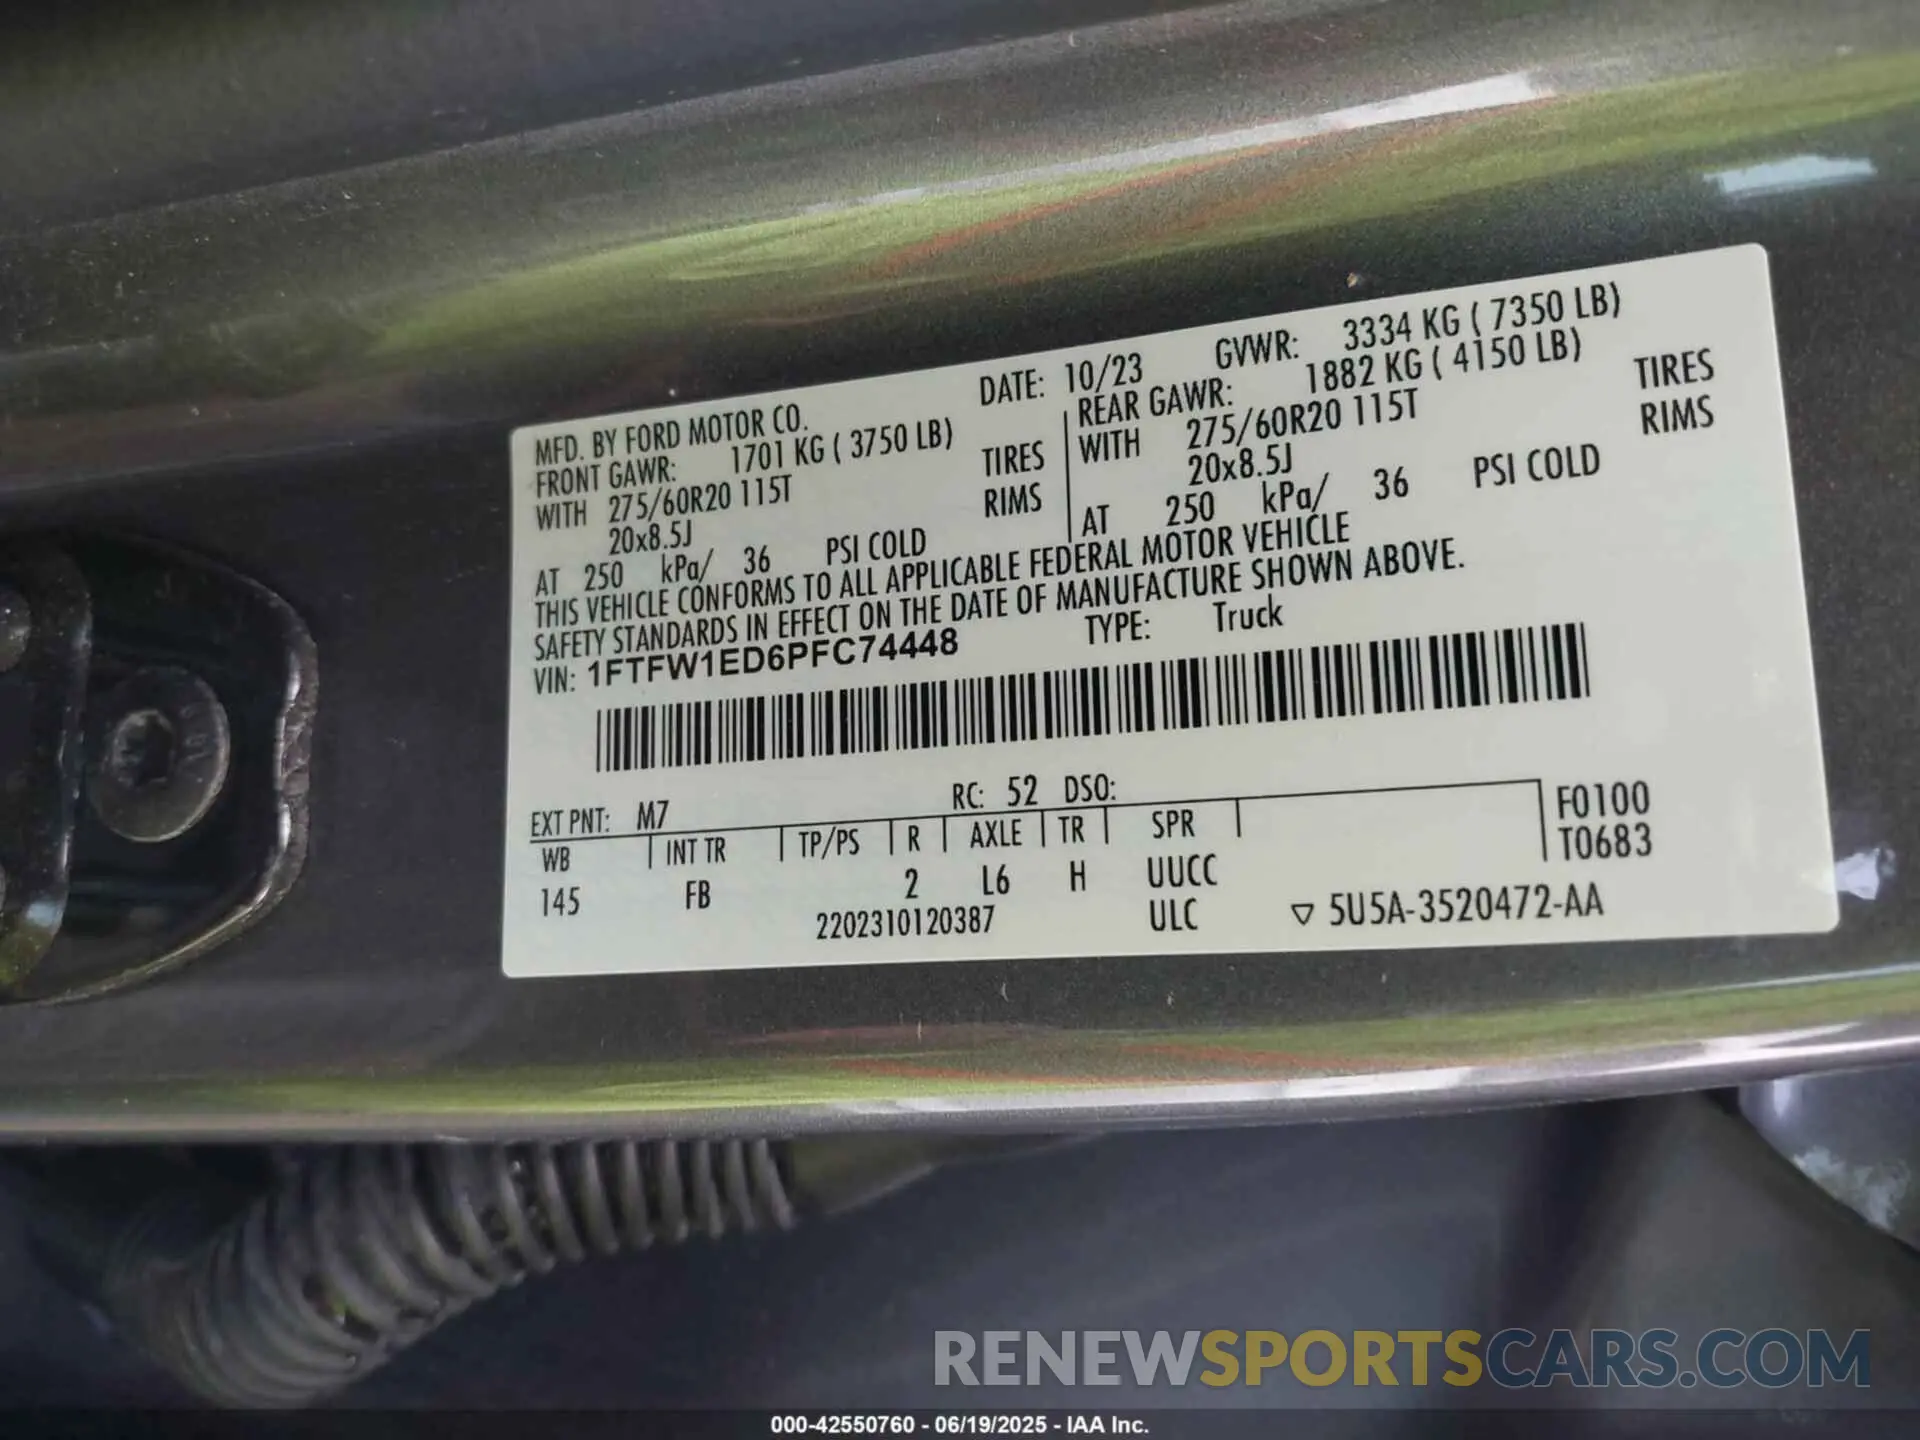 MFD. BY FORD MOTOR CO.
DATE: 10/23 GVWR: 3334 KG ( 7350 LB)
FRONT GAWR: 1701 KG ( 3750 LB)
WITH 275/60R20 115T TIRES
20x8.5J RIMS
AT 250 kPa/ 36 PSI COLD
REAR GAWR: 1882 KG ( 4150 LB)
WITH 275/60R20 115T TIRES
20x8.5J RIMS
AT 250 kPa/ 36 PSI COLD
THIS VEHICLE CONFORMS TO ALL APPLICABLE FEDERAL MOTOR VEHICLE
SAFETY STANDARDS IN EFFECT ON THE DATE OF MANUFACTURE SHOWN ABOVE.
VIN: 1FTFW1ED6PFC74448 TYPE: Truck
EXT PNT: M7 RC: 52 DSO:
WB INT TR TP/PS R AXLE TR SPR F0100
T0683
145 FB 2 L6 H UUCC
2202310120387 ULC ▽ 5U5A-3520472-AA
RENEWSPORTSCARS.COM
000-42550760 - 06/19/2025 - IAA Inc.